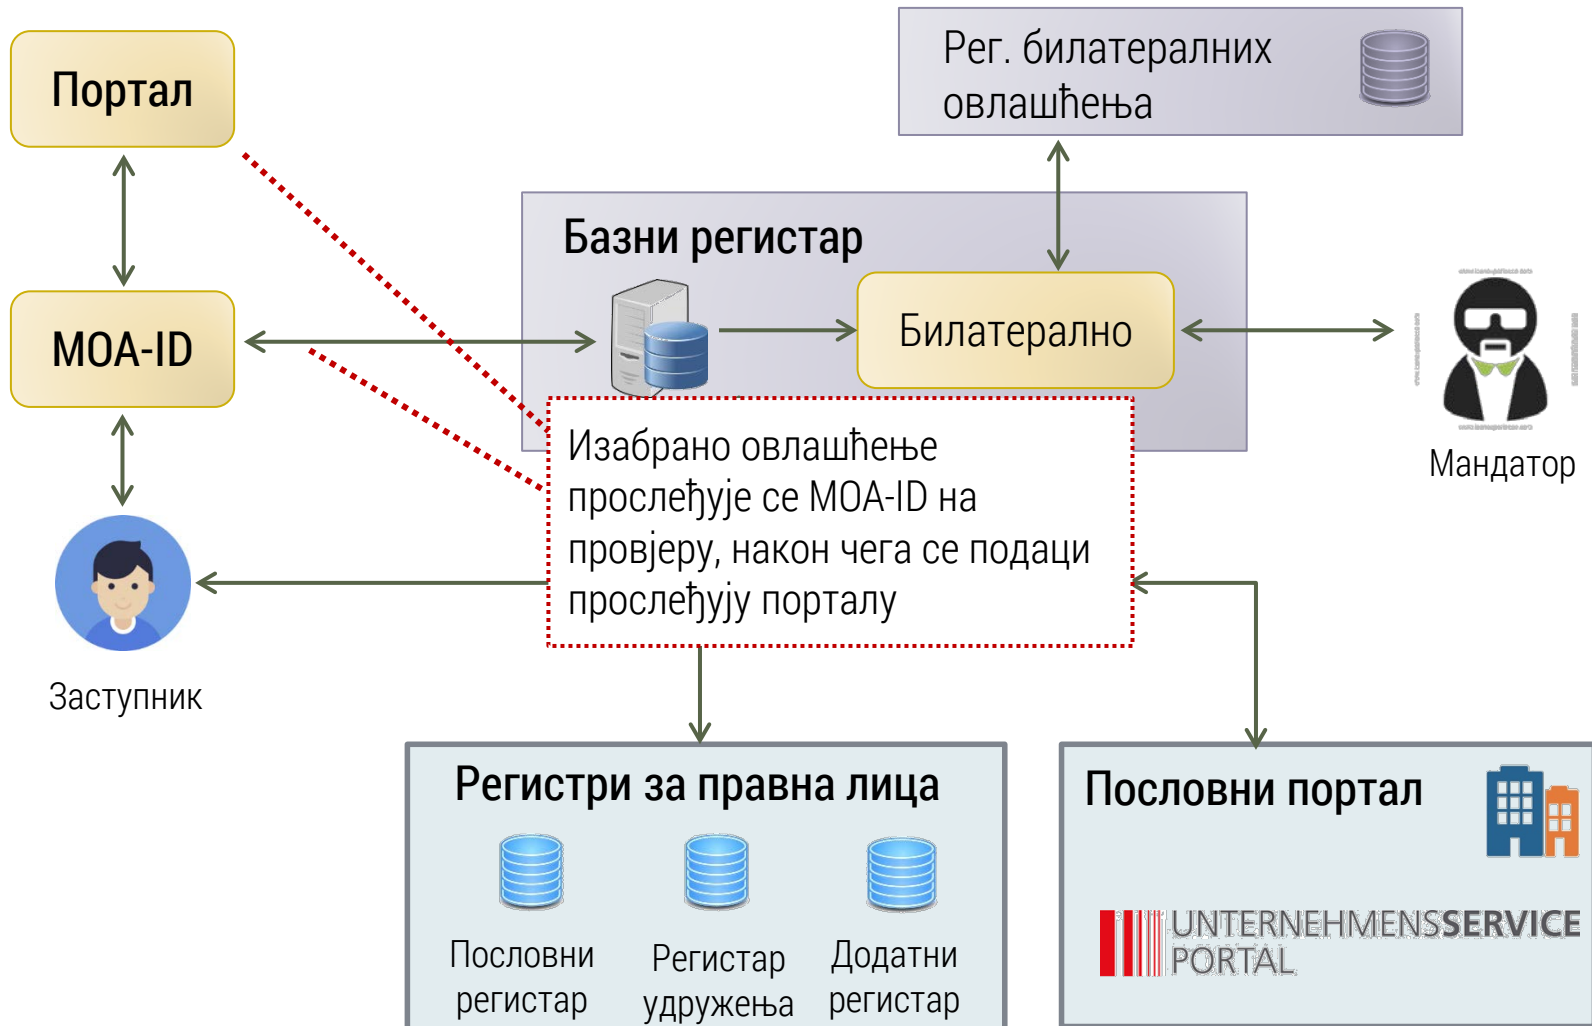 Портал
Рег. билатералних
овлашћења
Базни регистар
MOA-ID
Билатерално
Мандатор
Изабрано овлашћење
прослеђује се MOA-ID на
провјеру, након чега се подаци
прослеђују порталу
Заступник
Регистри за правна лица
Пословни
регистар
Регистар
удружења
Додатни
регистар
Пословни портал
UNTERNEHMENSSERVICE
PORTAL